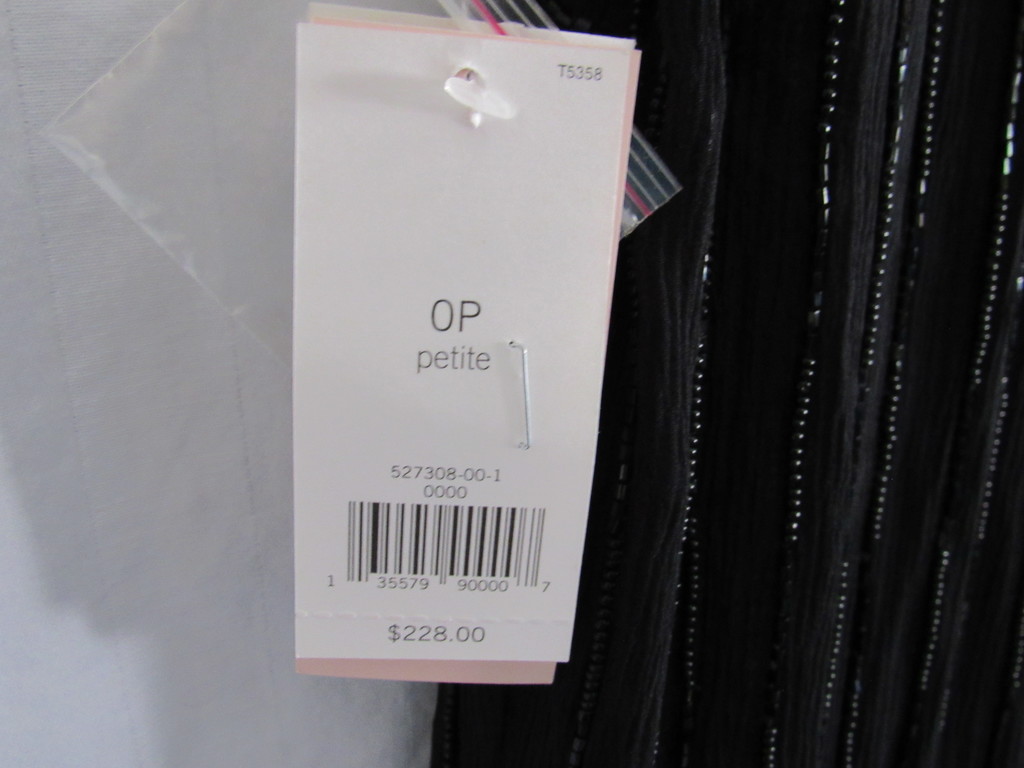 T5358
0P
petite
527308-00-1
0000
1 35579 90000 7
$228.00